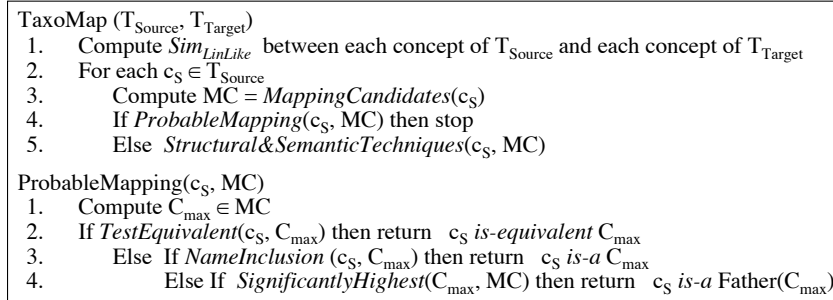 TaxoMap (T_Source, T_Target)
1. Compute Sim_LinLike between each concept of T_Source and each concept of T_Target
2. For each c_S ∈ T_Source
3. Compute MC = MappingCandidates(c_S)
4. If ProbableMapping(c_S, MC) then stop
5. Else Structural&SemanticTechniques(c_S, MC)
ProbableMapping(c_S, MC)
1. Compute C_max ∈ MC
2. If TestEquivalent(c_S, C_max) then return c_S is-equivalent C_max
3. Else If NameInclusion (c_S, C_max) then return c_S is-a C_max
4. Else If SignificantlyHighest(C_max, MC) then return c_S is-a Father(C_max)